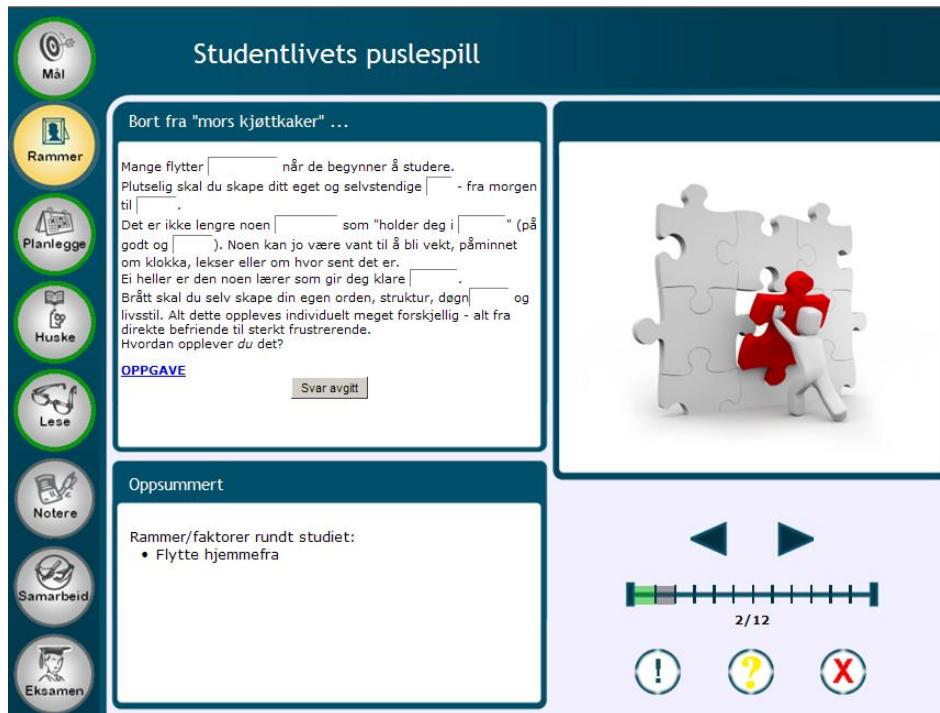 Studentlivets puslespill
Mål
Rammer
Planlegge
Huske
Lese
Notere
Samarbeid
Eksamen
Bort fra "mors kjøttkaker" ...
Mange flytter når de begynner å studere.
Plutselig skal du skape ditt eget og selvstendige - fra morgen
til .
Det er ikke lengre noen som "holder deg i " (på
godt og ). Noen kan jo være vant til å bli vekt, påminnet
om klokka, lekser eller om hvor sent det er.
Ei heller er den noen lærer som gir deg klare .
Brått skal du selv skape din egen orden, struktur, døgn og
livsstil. Alt dette oppleves individuelt meget forskjellig - alt fra
direkte befriende til sterkt frustrerende.
Hvordan opplever du det?
OPPGAVE
Svar avgitt
Oppsummert
Rammer/faktorer rundt studiet:
• Flytte hjemmefra
2/12
! ? X